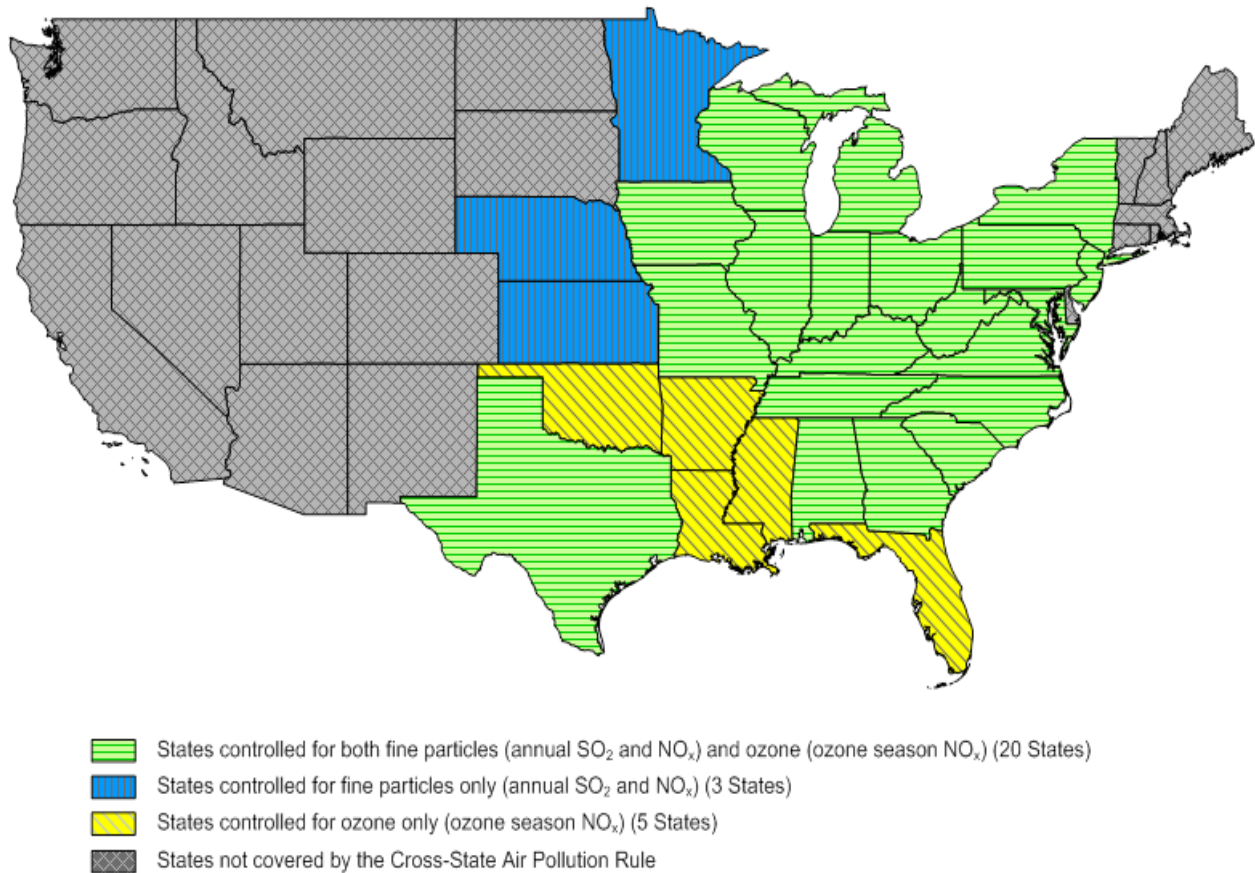 States controlled for both fine particles (annual SO₂ and NOₓ) and ozone (ozone season NOₓ) (20 States)
States controlled for fine particles only (annual SO₂ and NOₓ) (3 States)
States controlled for ozone only (ozone season NOₓ) (5 States)
States not covered by the Cross-State Air Pollution Rule